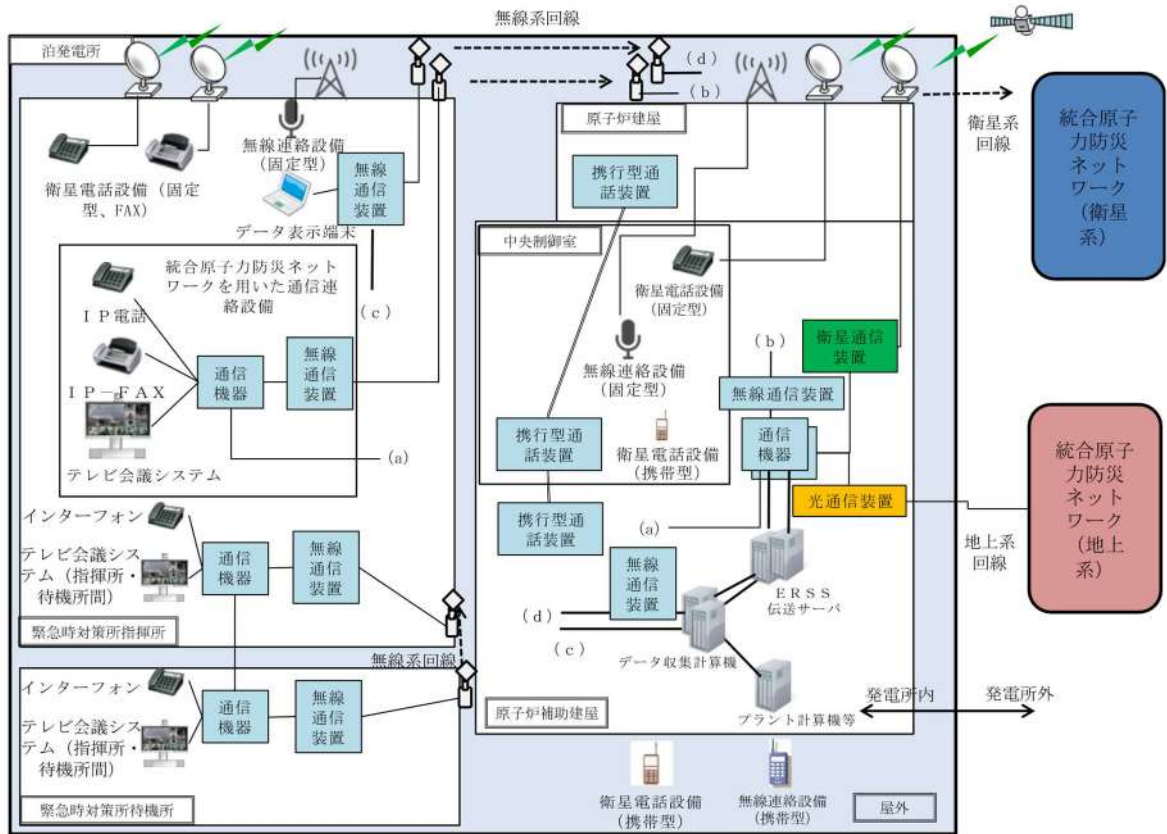 無線系回線
泊発電所
(d)
(b)
原子炉建屋
衛星系
回線
統合原子
力防災
ネット
ワーク
(衛星
系)
無線連絡設備
(固定型)
無線
通信
装置
衛星電話設備(固定
型、FAX)
データ表示端末
携行型通
話装置
中央制御室
統合原子力防災ネット
ワークを用いた通信連
絡設備
(c)
IP電話
IP-FAX
テレビ会議システム
通信
機器
無線
通信装置
(a)
衛星電話設備
(固定型)
無線連絡設備
(固定型)
(b)
衛星通信
装置
無線通信装置
通信
機器
携行型通
話装置
衛星電話設備
(携帯型)
光通信装置
携行型通
話装置
(a)
地上系
回線
統合原子
力防災
ネット
ワーク
(地上
系)
インターフォン
テレビ会議シス
テム(指揮所・
待機所間)
通信
機器
無線
通信
装置
緊急時対策所指揮所
無線
通信
装置
(d)
(c)
ERSS
伝送サーバ
データ収集計算機
プラント計算機等
原子炉補助建屋
発電所内
発電所外
無線系回線
インターフォン
テレビ会議シス
テム(指揮所・
待機所間)
通信
機器
無線
通信
装置
緊急時対策所待機所
衛星電話設備
(携帯型)
無線連絡設備
(携帯型)
屋外